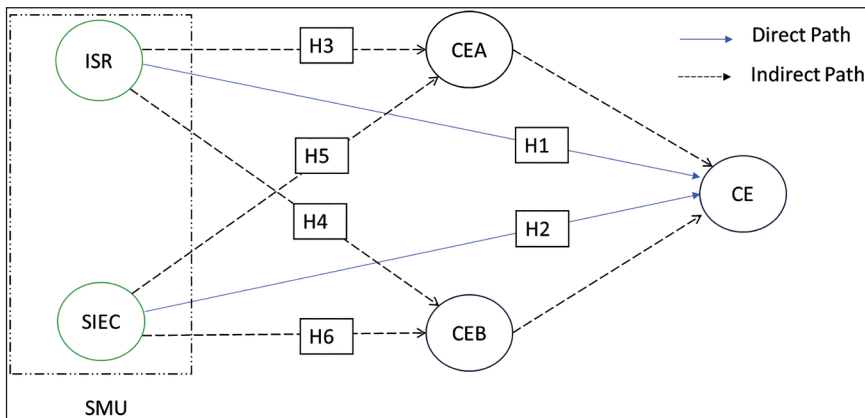 ISR
H3
CEA
Direct Path
Indirect Path
H5
H1
CE
H4
H2
SIEC
H6
CEB
SMU